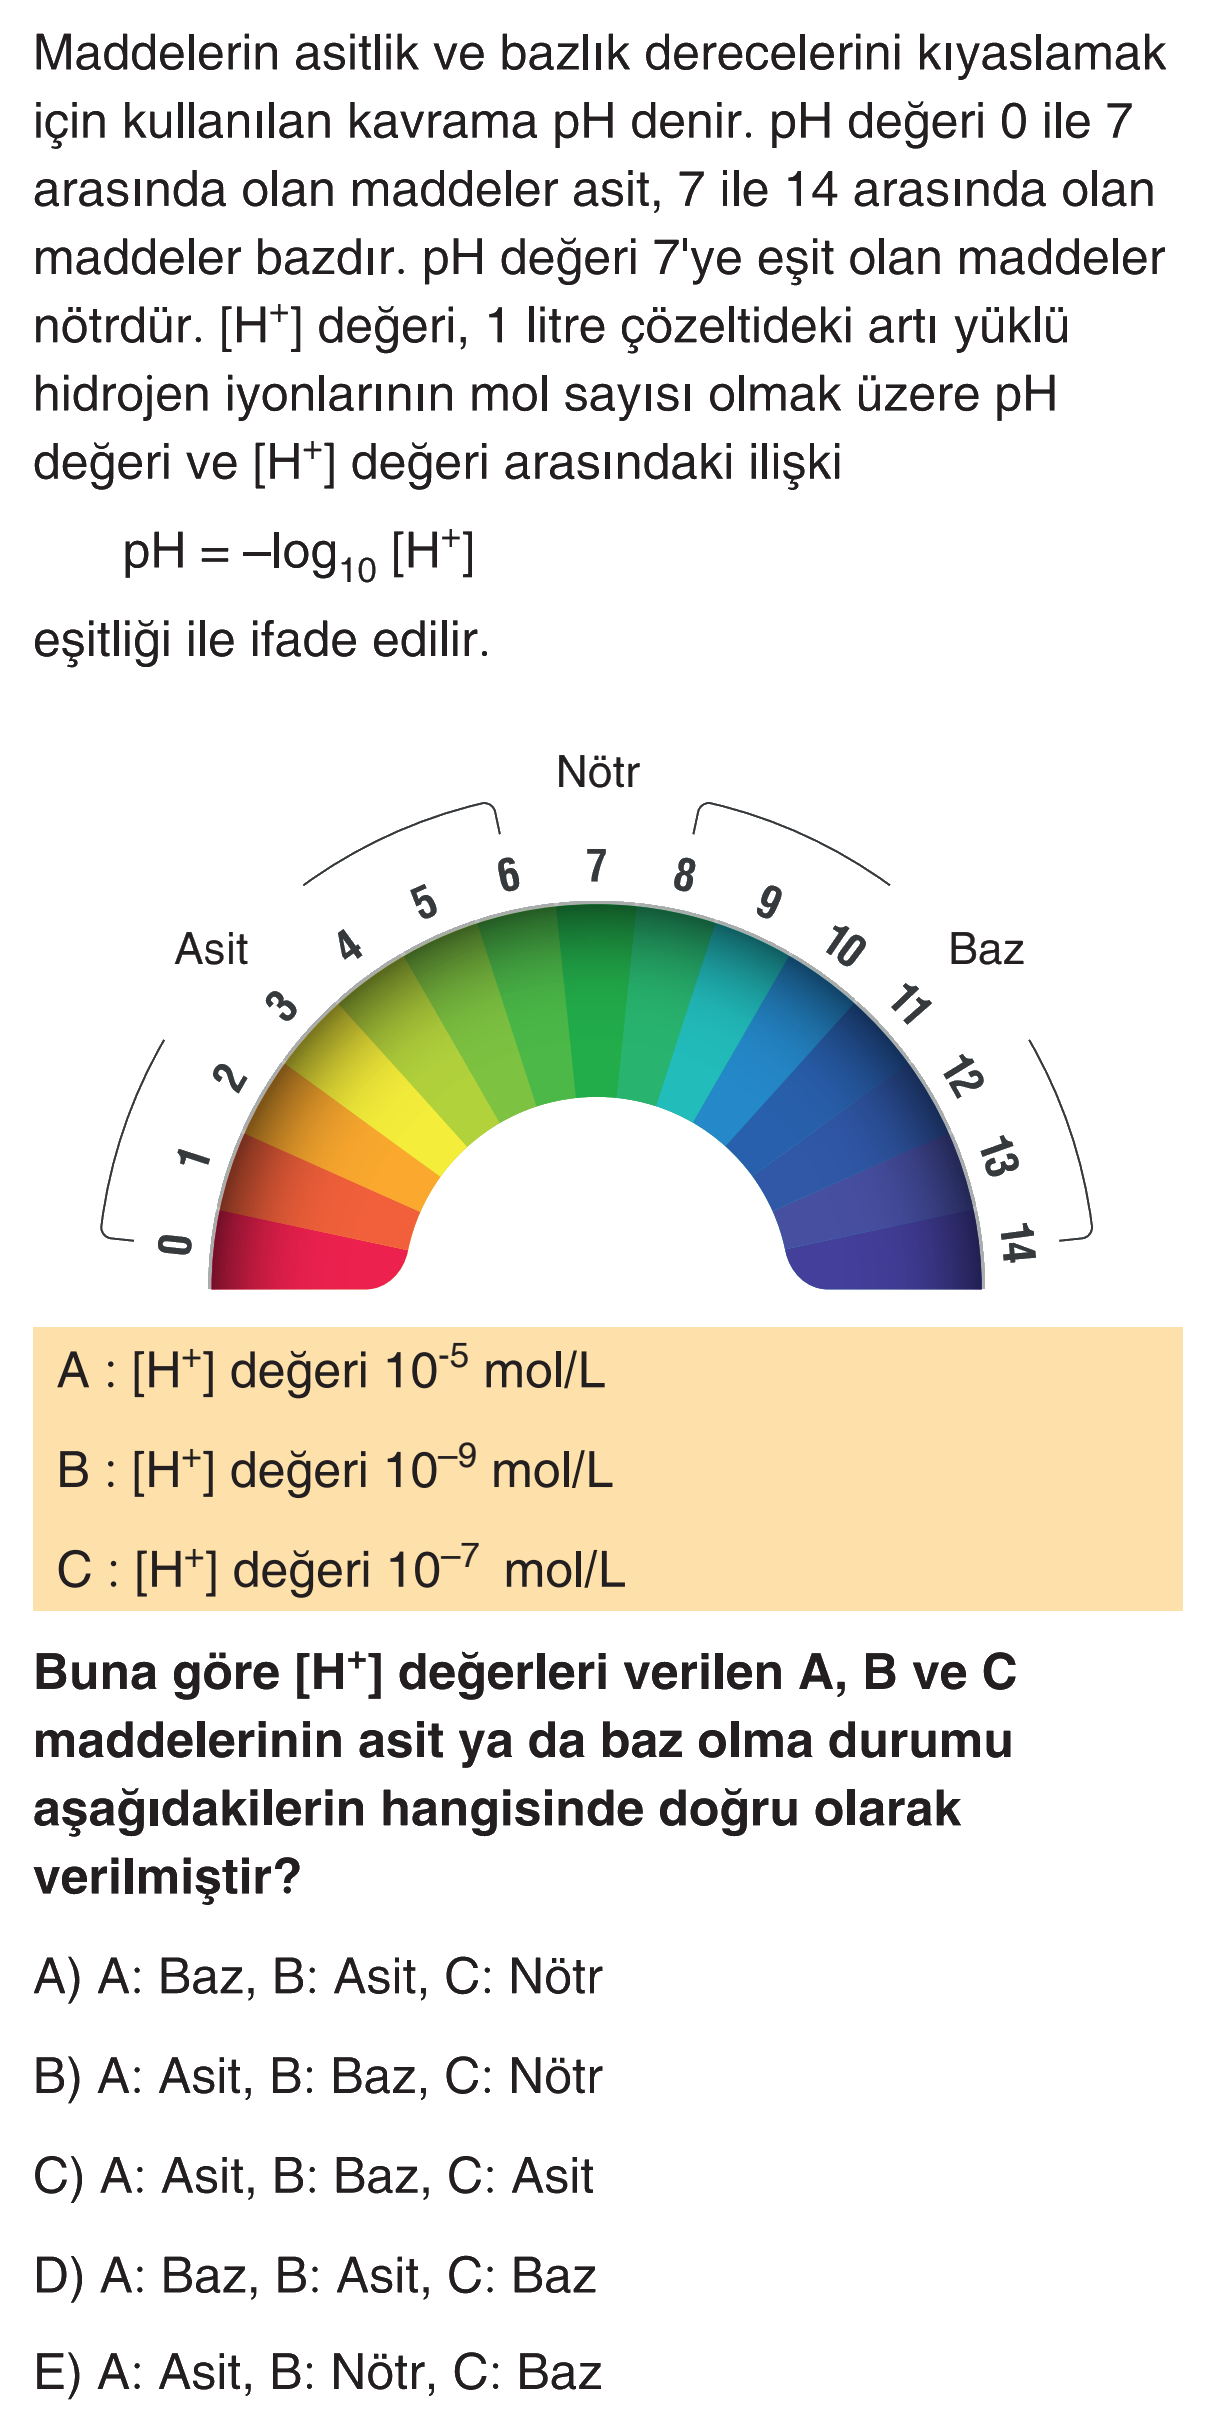 Maddelerin asitlik ve bazlık derecelerini kıyaslamak
için kullanılan kavrama pH denir. pH değeri 0 ile 7
arasında olan maddeler asit, 7 ile 14 arasında olan
maddeler bazdır. pH değeri 7'ye eşit olan maddeler
nötrdür. [H⁺] değeri, 1 litre çözeltideki artı yüklü
hidrojen iyonlarının mol sayısı olmak üzere pH
değeri ve [H⁺] değeri arasındaki ilişki
pH = –log₁₀ [H⁺]
eşitliği ile ifade edilir.
Nötr
Asit
Baz
0 1 2 3 4 5 6 7 8 9 10 11 12 13 14
A : [H⁺] değeri 10⁻⁵ mol/L
B : [H⁺] değeri 10⁻⁹ mol/L
C : [H⁺] değeri 10⁻⁷ mol/L
Buna göre [H⁺] değerleri verilen A, B ve C
maddelerinin asit ya da baz olma durumu
aşağıdakilerin hangisinde doğru olarak
verilmiştir?
A) A: Baz, B: Asit, C: Nötr
B) A: Asit, B: Baz, C: Nötr
C) A: Asit, B: Baz, C: Asit
D) A: Baz, B: Asit, C: Baz
E) A: Asit, B: Nötr, C: Baz